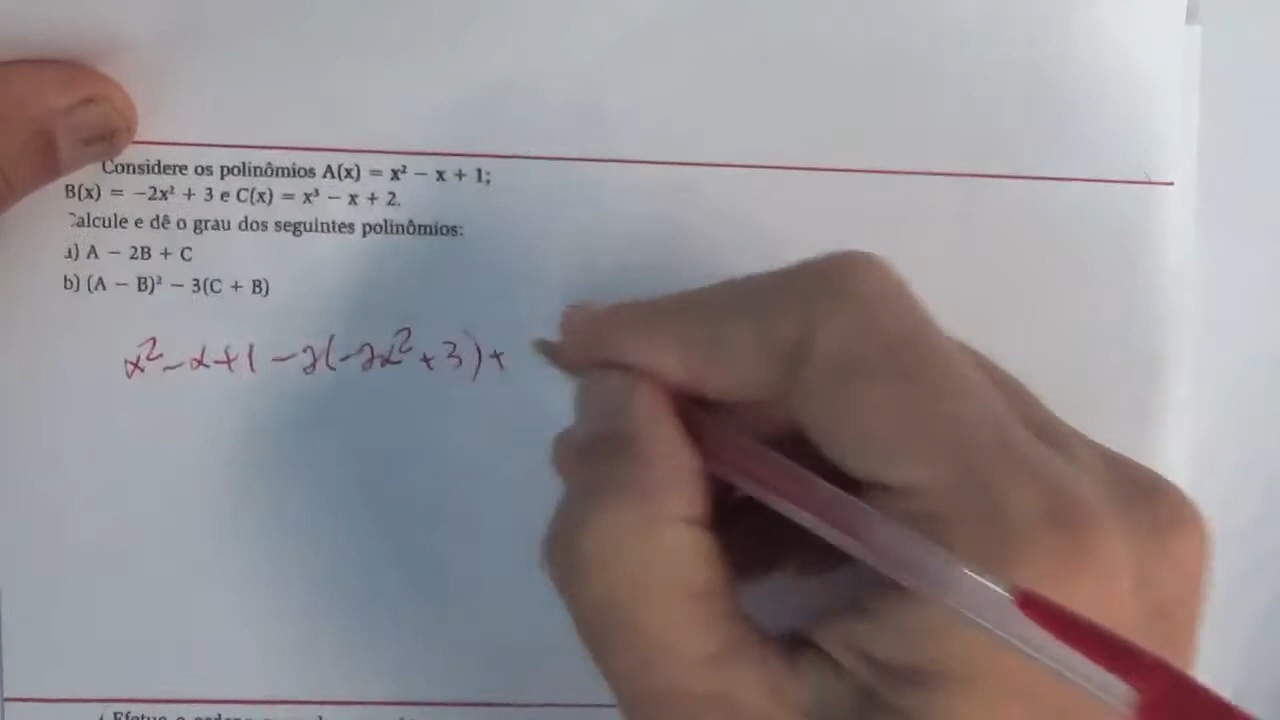 Considere os polinômios A(x) = x² − x + 1;
B(x) = −2x² + 3 e C(x) = x³ − x + 2.
Calcule e dê o grau dos seguintes polinômios:
a) A − 2B + C
b) (A − B)² − 3(C + B)
x² − x + 1 − 2(−2x² + 3) +